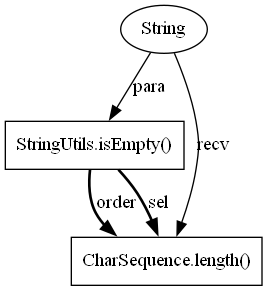 String
para
StringUtils.isEmpty()
recv
order
sel
CharSequence.length()